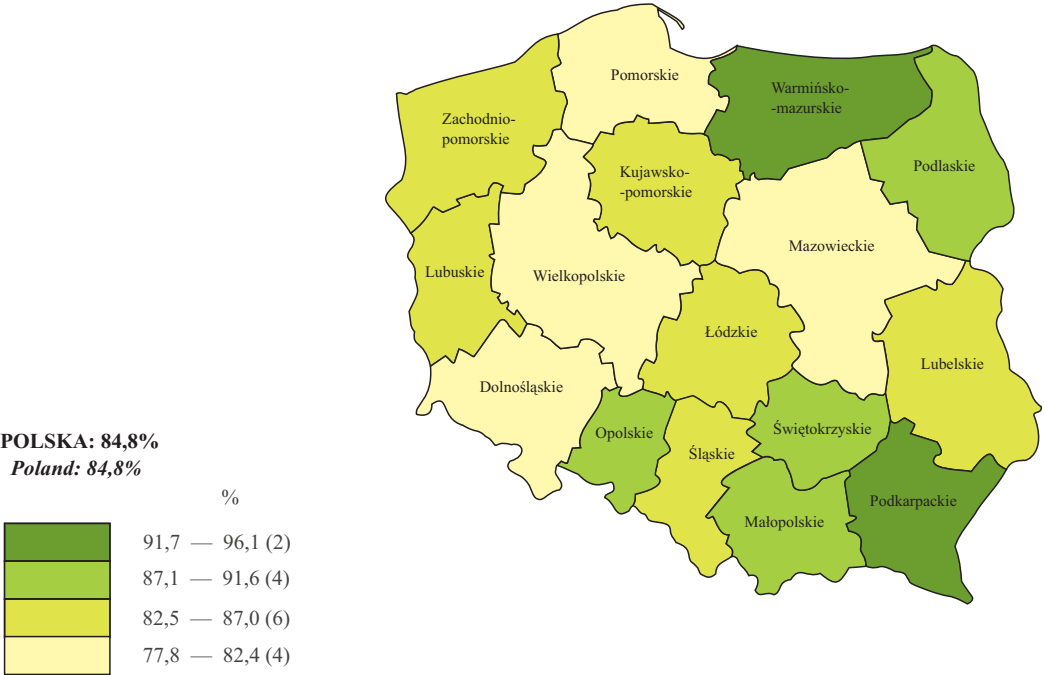 Pomorskie
Warmińsko-
-mazurskie
Zachodnio-
pomorskie
Podlaskie
Kujawsko-
-pomorskie
Mazowieckie
Lubuskie
Wielkopolskie
Łódzkie
Lubelskie
Dolnośląskie
Opolskie
Świętokrzyskie
Śląskie
Podkarpackie
Małopolskie
POLSKA: 84,8%
Poland: 84,8%
%
91,7 — 96,1 (2)
87,1 — 91,6 (4)
82,5 — 87,0 (6)
77,8 — 82,4 (4)